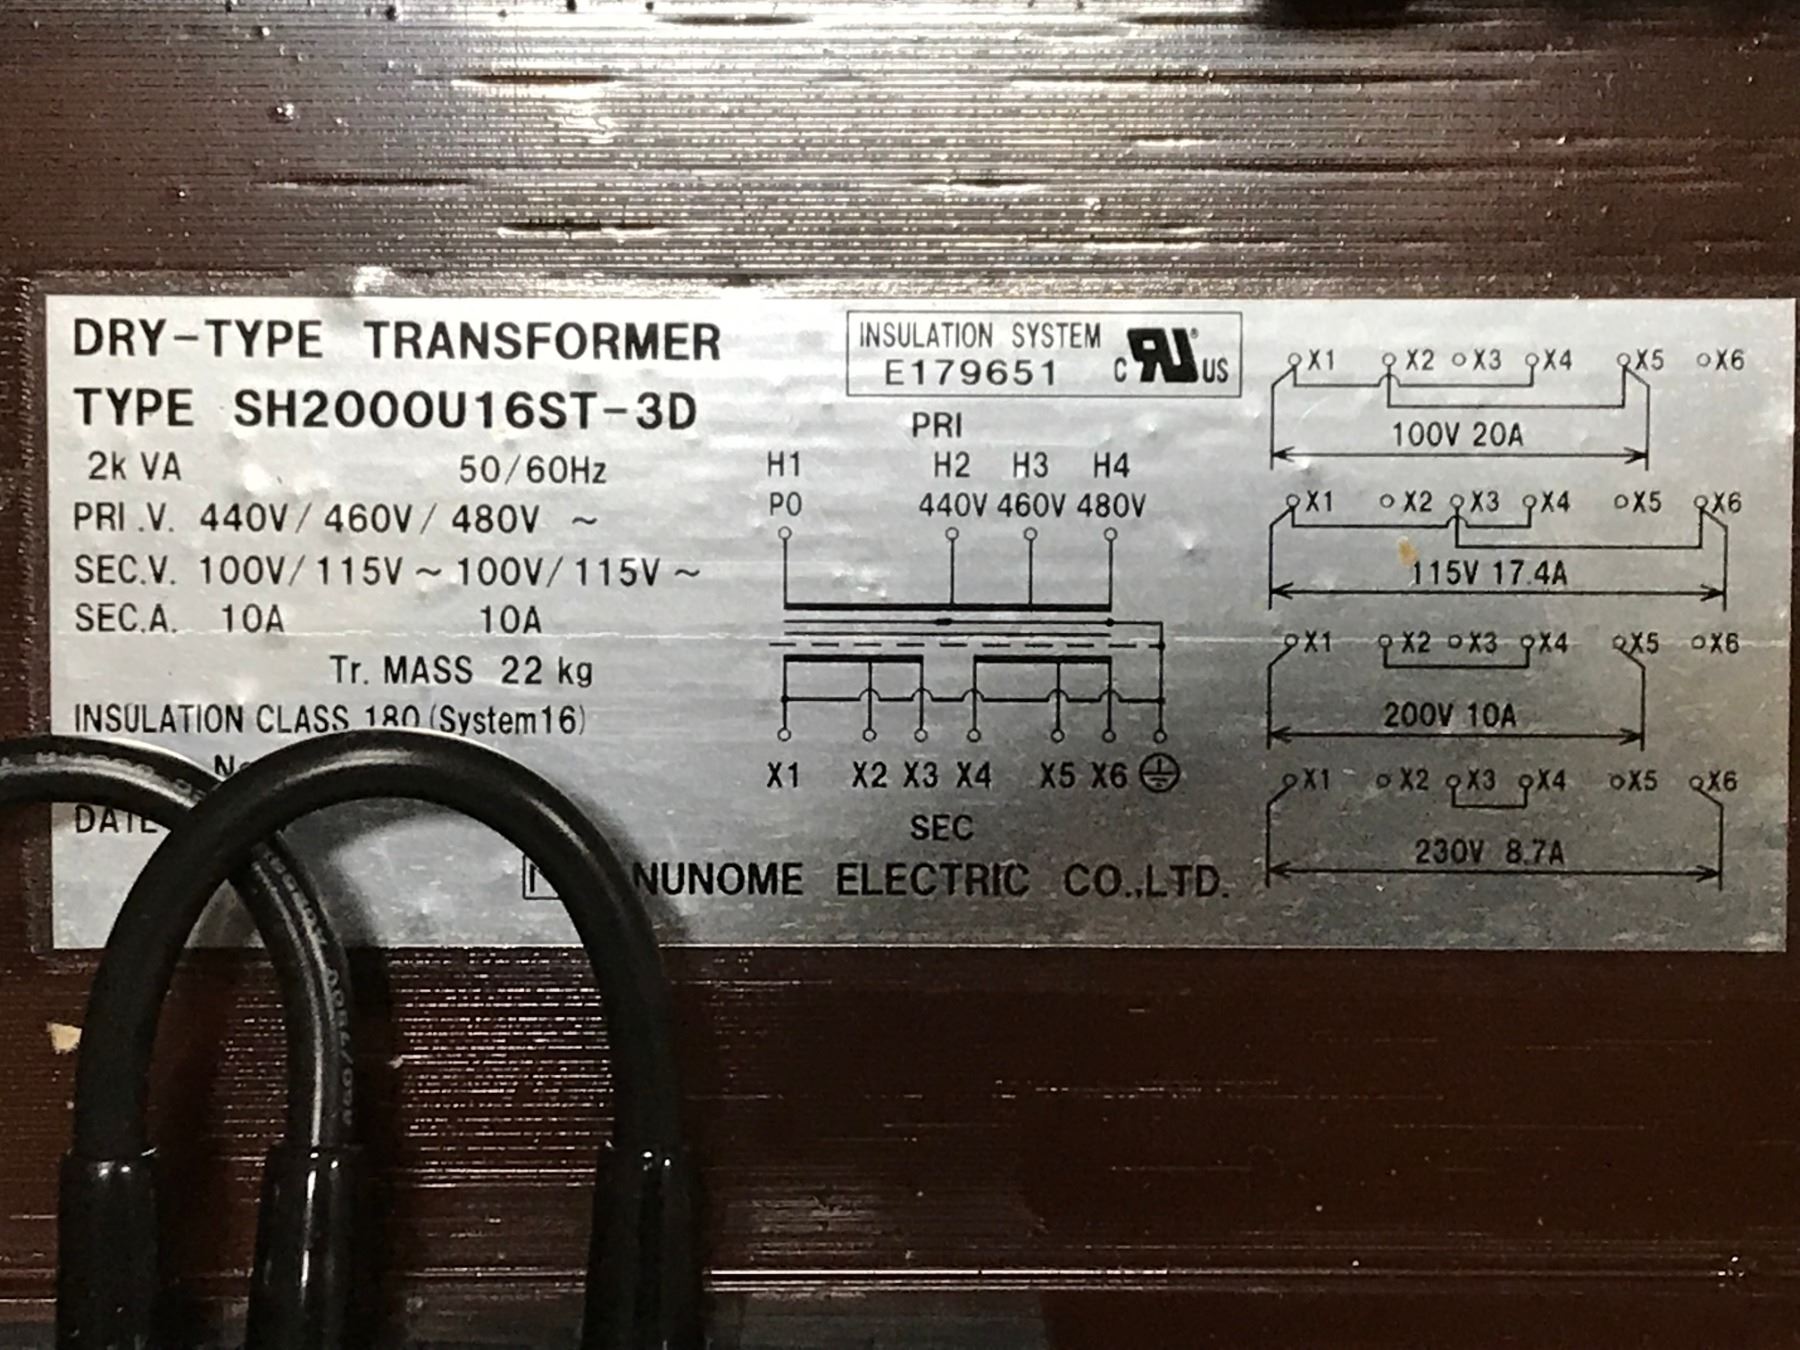 DRY-TYPE TRANSFORMER
TYPE SH2000U16ST-3D
2k VA 50/60Hz
PRI.V. 440V/460V/480V ~
SEC.V. 100V/115V ~ 100V/115V ~
SEC.A. 10A 10A
Tr. MASS 22 kg
INSULATION CLASS 180 (System16)
DATE
NUNOME ELECTRIC CO.,LTD.
INSULATION SYSTEM
E179651
C RU ® US
PRI
H1 H2 H3 H4
P0 440V 460V 480V
X1 X2 X3 X4 X5 X6
SEC
X1 X2 X3 X4 X5 X6
100V 20A
X1 X2 X3 X4 X5 X6
115V 17.4A
X1 X2 X3 X4 X5 X6
200V 10A
X1 X2 X3 X4 X5 X6
230V 8.7A